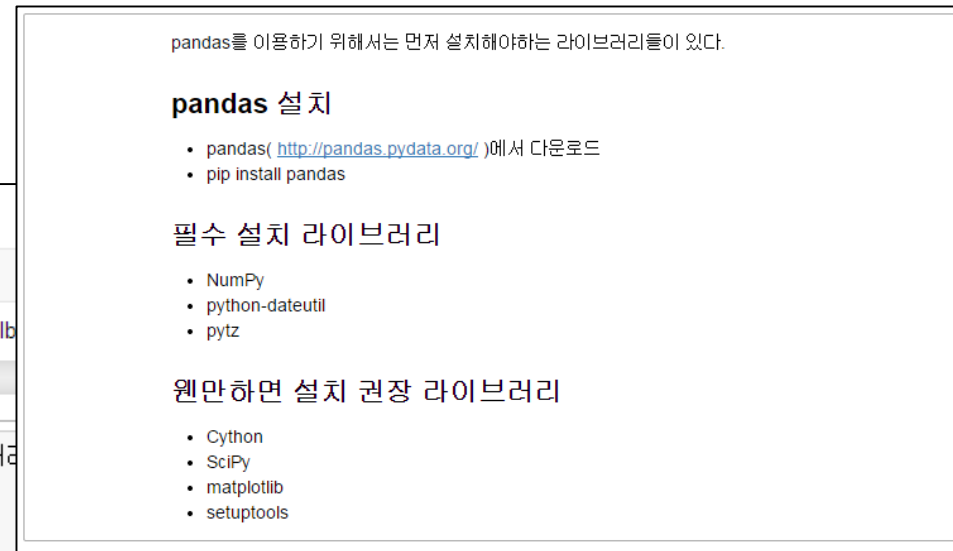 pandas를 이용하기 위해서는 먼저 설치해야하는 라이브러리들이 있다.
pandas 설치
• pandas( http://pandas.pydata.org/ )에서 다운로드
• pip install pandas
필수 설치 라이브러리
• NumPy
• python-dateutil
• pytz
웬만하면 설치 권장 라이브러리
• Cython
• SciPy
• matplotlib
• setuptools